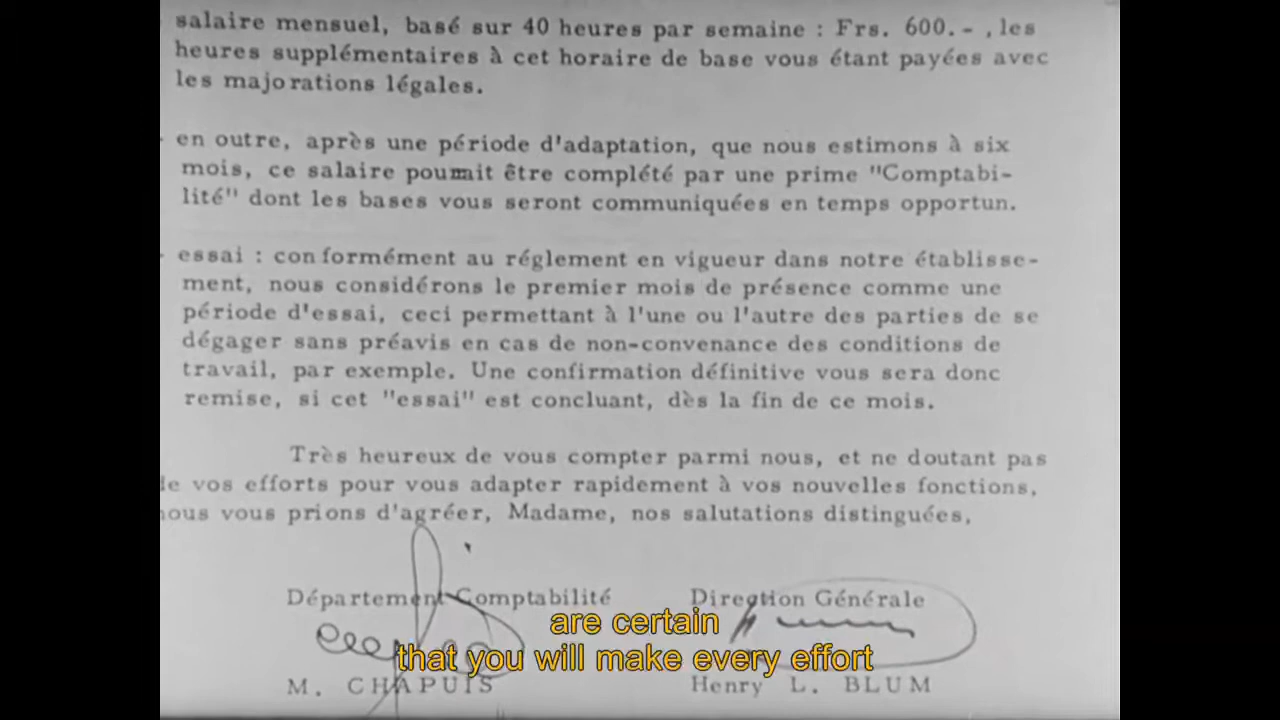 salaire mensuel, basé sur 40 heures par semaine : Frs. 600.- , les
heures supplémentaires à cet horaire de base vous étant payées avec
les majorations légales.
- en outre, après une période d'adaptation, que nous estimons à six
mois, ce salaire pourrait être complété par une prime "Comptabi-
lité" dont les bases vous seront communiquées en temps opportun.
- essai : conformément au réglement en vigueur dans notre établisse-
ment, nous considérons le premier mois de présence comme une
période d'essai, ceci permettant à l'une ou l'autre des parties de se
dégager sans préavis en cas de non-convenance des conditions de
travail, par exemple. Une confirmation définitive vous sera donc
remise, si cet "essai" est concluant, dès la fin de ce mois.
Très heureux de vous compter parmi nous, et ne doutant pas
de vos efforts pour vous adapter rapidement à vos nouvelles fonctions,
nous vous prions d'agréer, Madame, nos salutations distinguées,
Département Comptabilité Direction Générale
are certain
that you will make every effort
M. CHAPUIS Henry L. BLUM